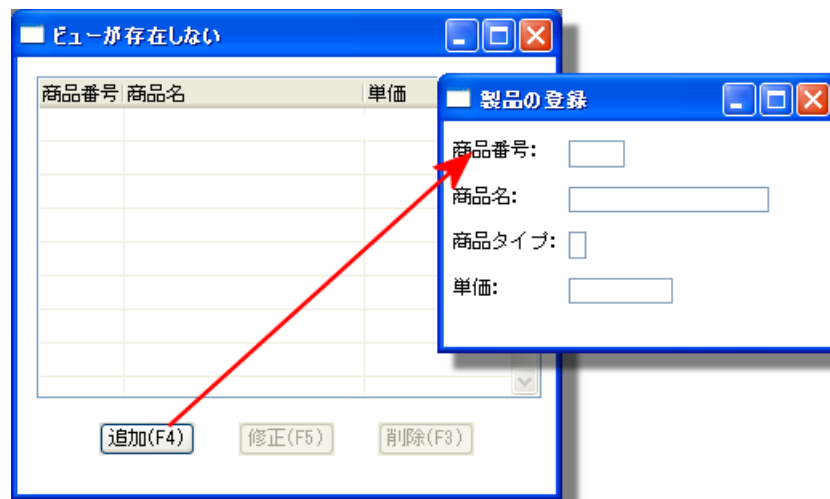 ビューが存在しない
商品番号 商品名 単価
製品の登録
商品番号:
商品名:
商品タイプ:
単価:
追加(F4) 修正(F5) 削除(F3)